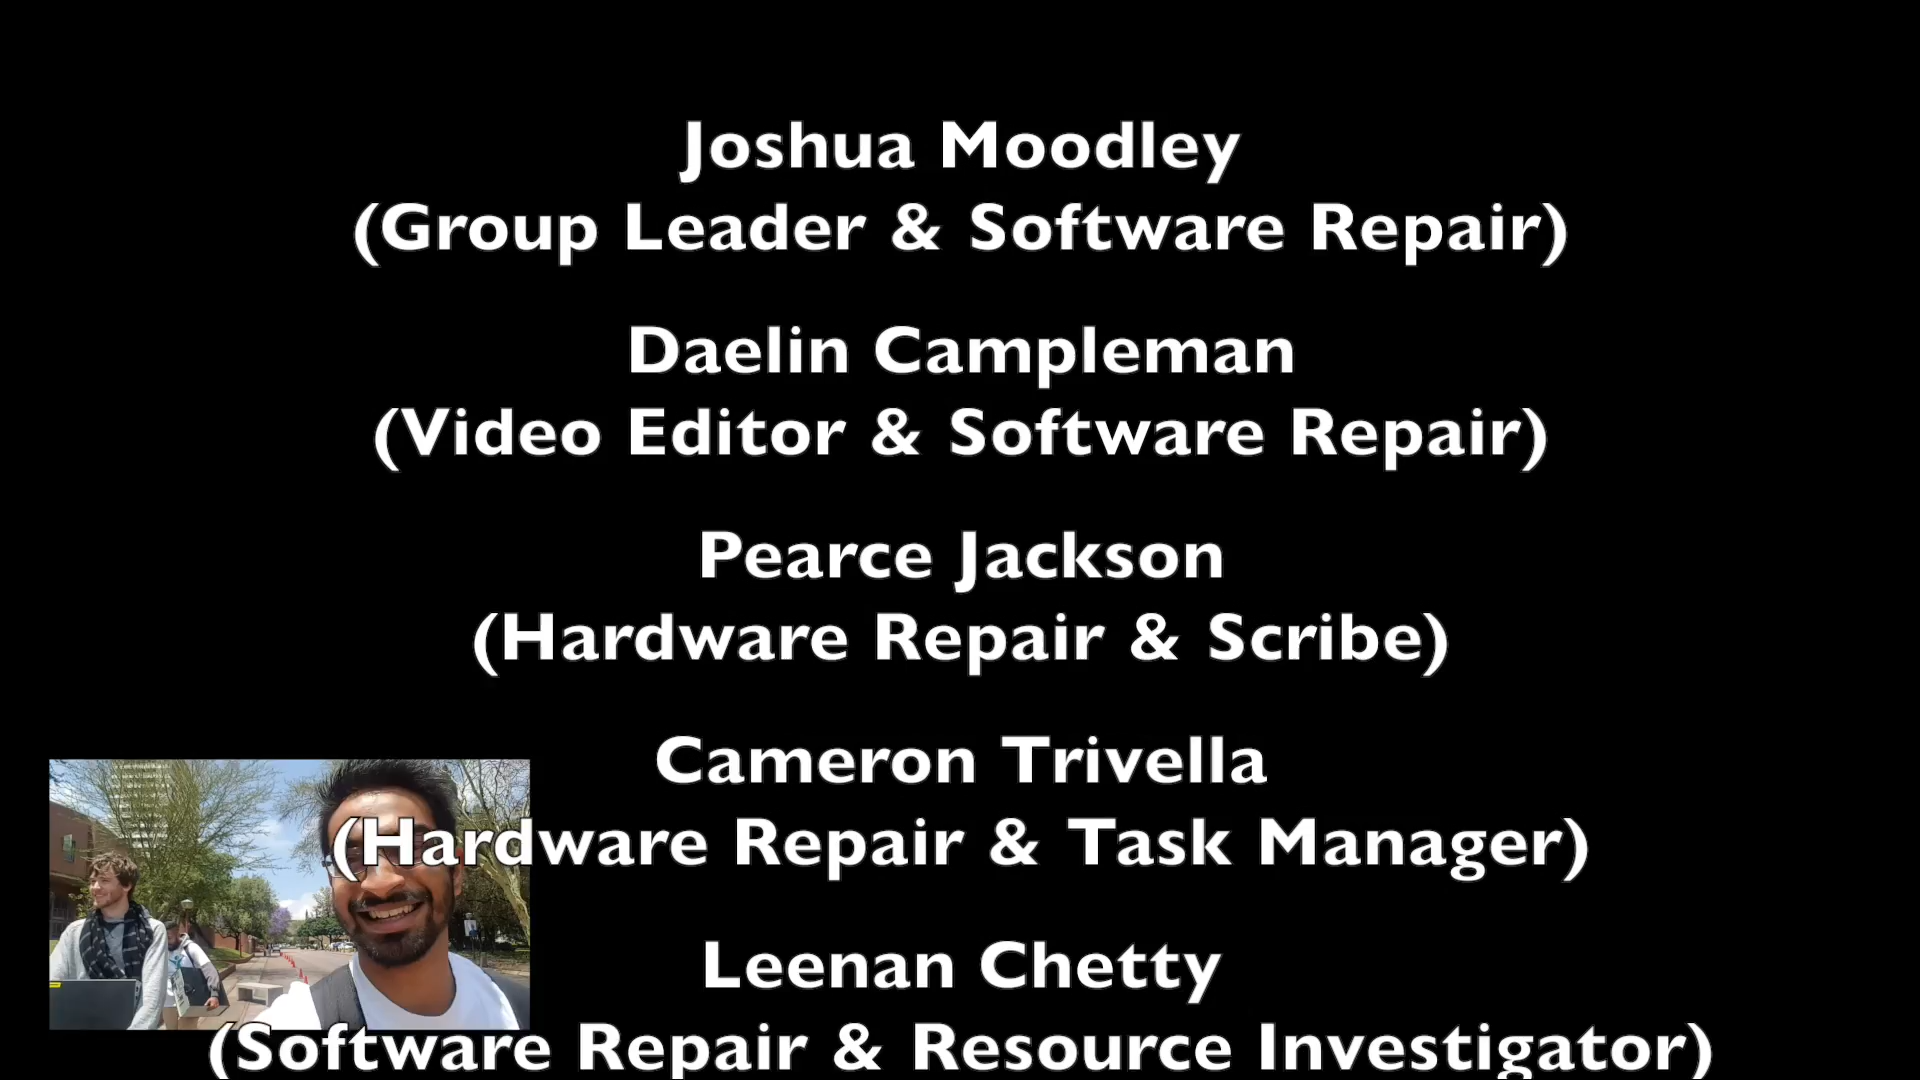 Joshua Moodley
(Group Leader & Software Repair)
Daelin Campleman
(Video Editor & Software Repair)
Pearce Jackson
(Hardware Repair & Scribe)
Cameron Trivella
(Hardware Repair & Task Manager)
Leenan Chetty
(Software Repair & Resource Investigator)